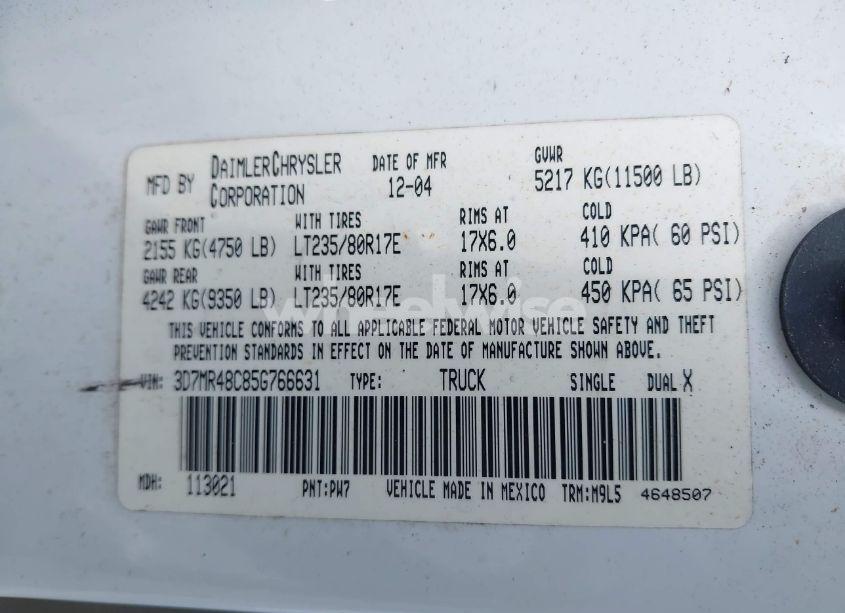 MFD BY DAIMLERCHRYSLER CORPORATION DATE OF MFR 12-04 GVWR 5217 KG(11500 LB)
GAWR FRONT WITH TIRES RIMS AT COLD
2155 KG(4750 LB) LT235/80R17E 17X6.0 410 KPA( 60 PSI)
GAWR REAR WITH TIRES RIMS AT COLD
4242 KG(9350 LB) LT235/80R17E 17X6.0 450 KPA( 65 PSI)
THIS VEHICLE CONFORMS TO ALL APPLICABLE FEDERAL MOTOR VEHICLE SAFETY AND THEFT
PREVENTION STANDARDS IN EFFECT ON THE DATE OF MANUFACTURE SHOWN ABOVE.
VIN: 3D7MR48C85G766631 TYPE: TRUCK SINGLE DUAL X
MDH: 113021 PNT:PW7 VEHICLE MADE IN MEXICO TRM:M9L5 4648507
wheelwise